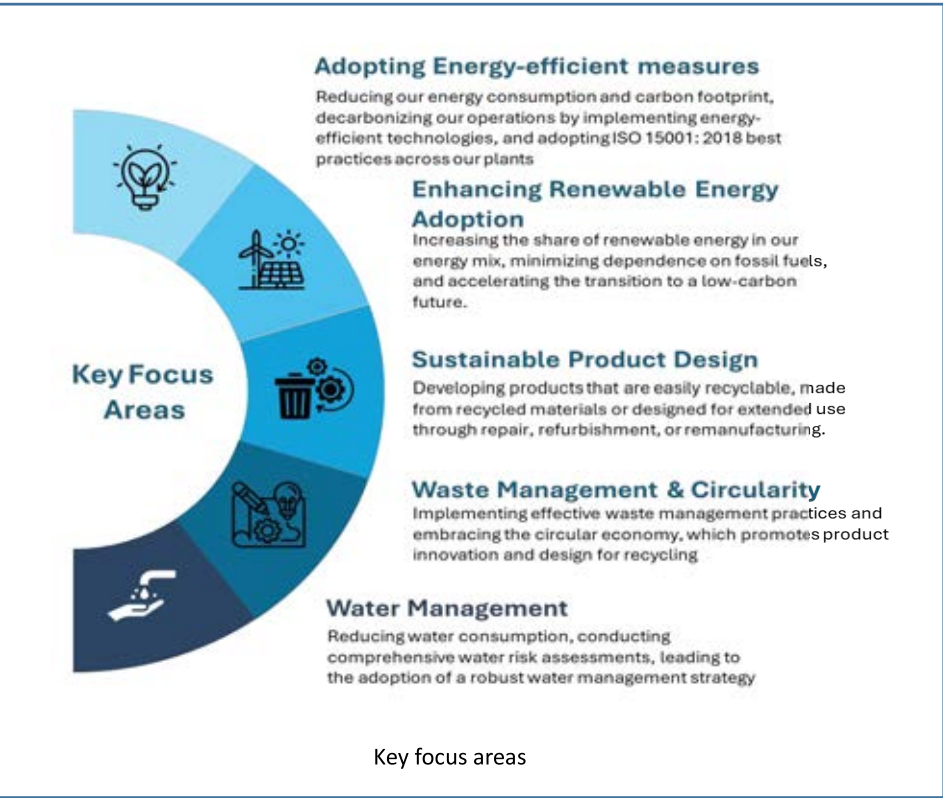 Adopting Energy-efficient measures
Reducing our energy consumption and carbon footprint,
decarbonizing our operations by implementing energy-
efficient technologies, and adopting ISO 15001: 2018 best
practices across our plants
Enhancing Renewable Energy
Adoption
Increasing the share of renewable energy in our
energy mix, minimizing dependence on fossil fuels,
and accelerating the transition to a low-carbon
future.
Key Focus
Areas
Sustainable Product Design
Developing products that are easily recyclable, made
from recycled materials or designed for extended use
through repair, refurbishment, or remanufacturing.
Waste Management & Circularity
Implementing effective waste management practices and
embracing the circular economy, which promotes product
innovation and design for recycling
Water Management
Reducing water consumption, conducting
comprehensive water risk assessments, leading to
the adoption of a robust water management strategy
Key focus areas